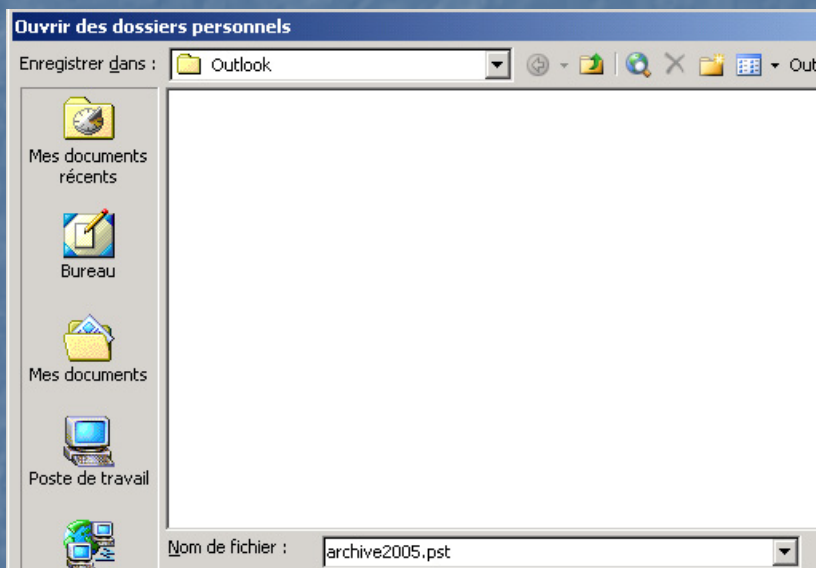 Ouvrir des dossiers personnels
Enregistrer dans :
Outlook
Mes documents
récents
Bureau
Mes documents
Poste de travail
Nom de fichier :
archive2005.pst